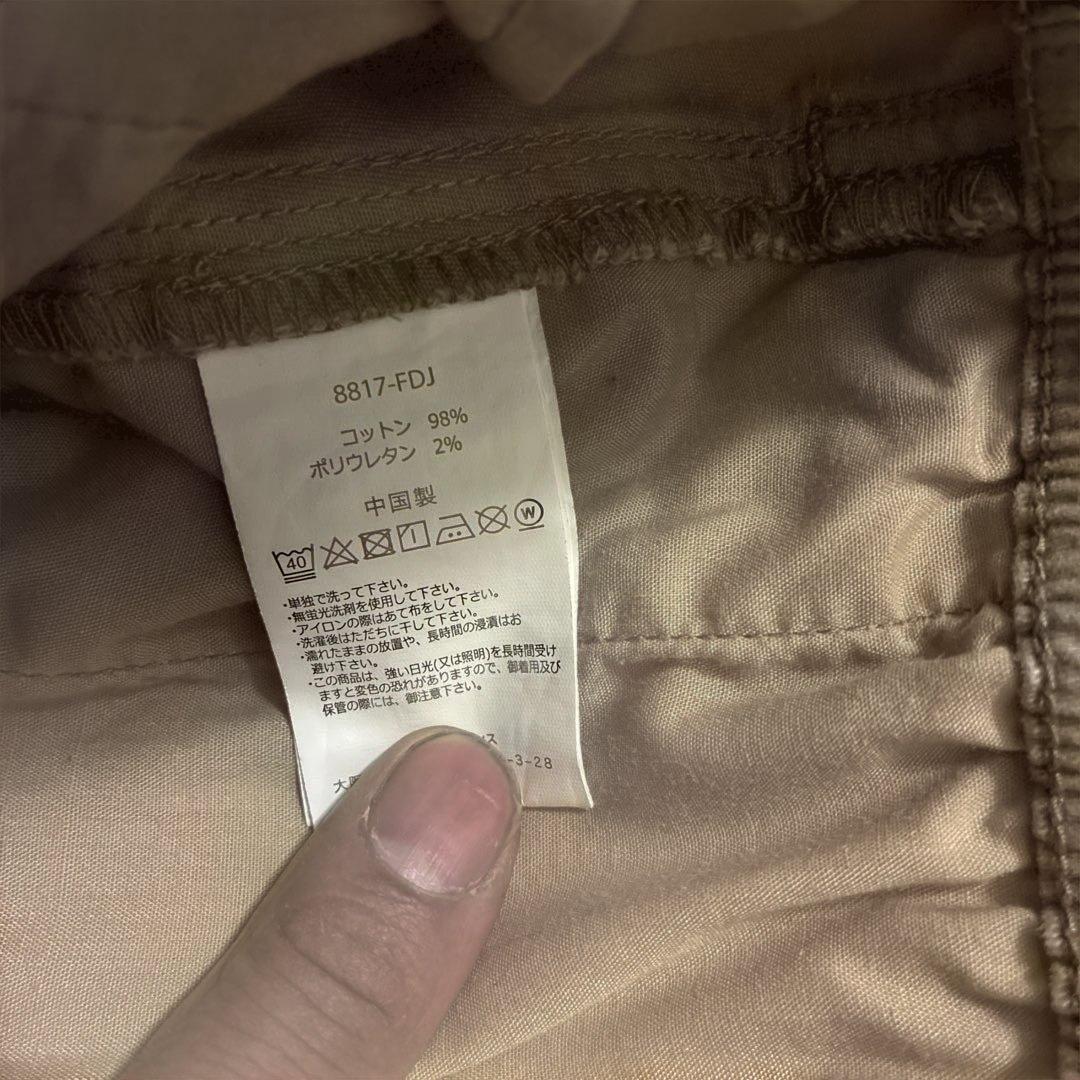 8817-FDJ
コットン 98%
ポリウレタン 2%
中国製
40 W
・単独で洗って下さい。
・無蛍光洗剤を使用して下さい。
・アイロンの際はあて布をして下さい。
・洗濯後はただちに干して下さい。
・濡れたままの放置や、長時間の浸漬はお
避け下さい。
・この商品は、強い日光(又は照明)を長時間受け
ますと変色の恐れがありますので、御着用及び
保管の際には、御注意下さい。
ス
大阪 -3-28